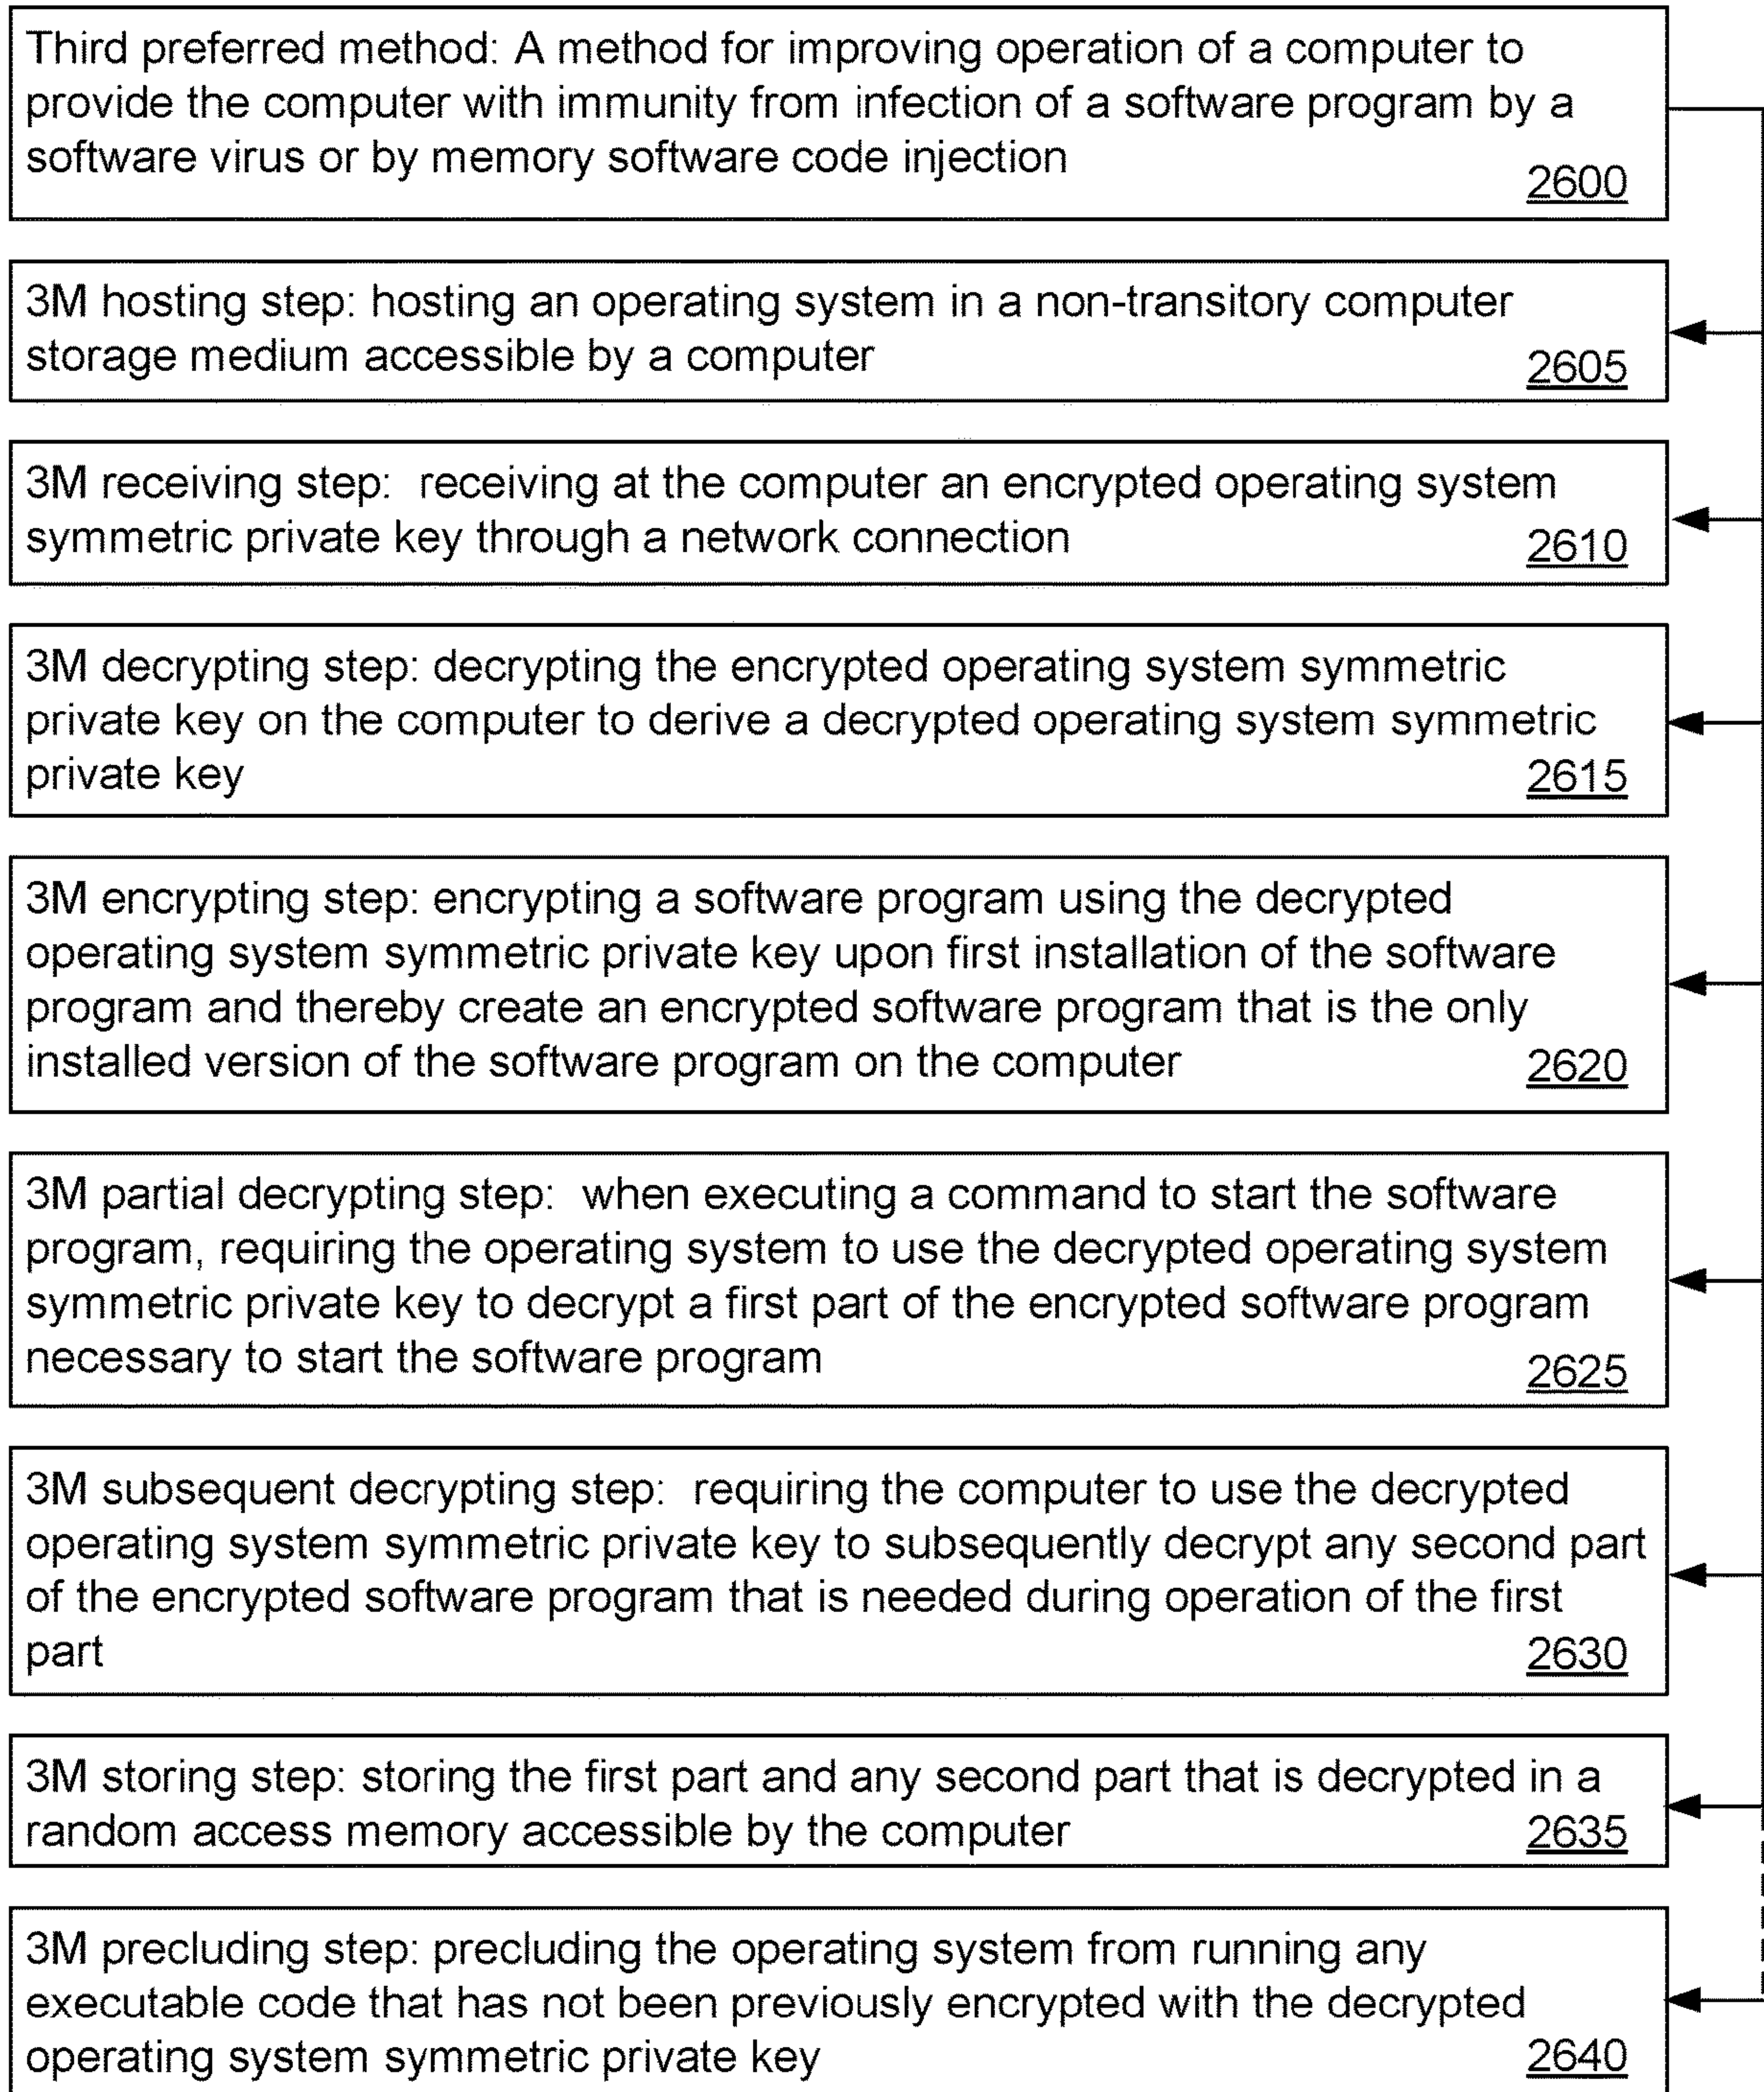 Third preferred method: A method for improving operation of a computer to
provide the computer with immunity from infection of a software program by a
software virus or by memory software code injection
2600
3M hosting step: hosting an operating system in a non-transitory computer
storage medium accessible by a computer
2605
3M receiving step:  receiving at the computer an encrypted operating system
symmetric private key through a network connection
2610
3M decrypting step: decrypting the encrypted operating system symmetric
private key on the computer to derive a decrypted operating system symmetric
private key
2615
3M encrypting step: encrypting a software program using the decrypted
operating system symmetric private key upon first installation of the software
program and thereby create an encrypted software program that is the only
installed version of the software program on the computer
2620
3M partial decrypting step:  when executing a command to start the software
program, requiring the operating system to use the decrypted operating system
symmetric private key to decrypt a first part of the encrypted software program
necessary to start the software program
2625
3M subsequent decrypting step:  requiring the computer to use the decrypted
operating system symmetric private key to subsequently decrypt any second part
of the encrypted software program that is needed during operation of the first
part
2630
3M storing step: storing the first part and any second part that is decrypted in a
random access memory accessible by the computer
2635
3M precluding step: precluding the operating system from running any
executable code that has not been previously encrypted with the decrypted
operating system symmetric private key
2640